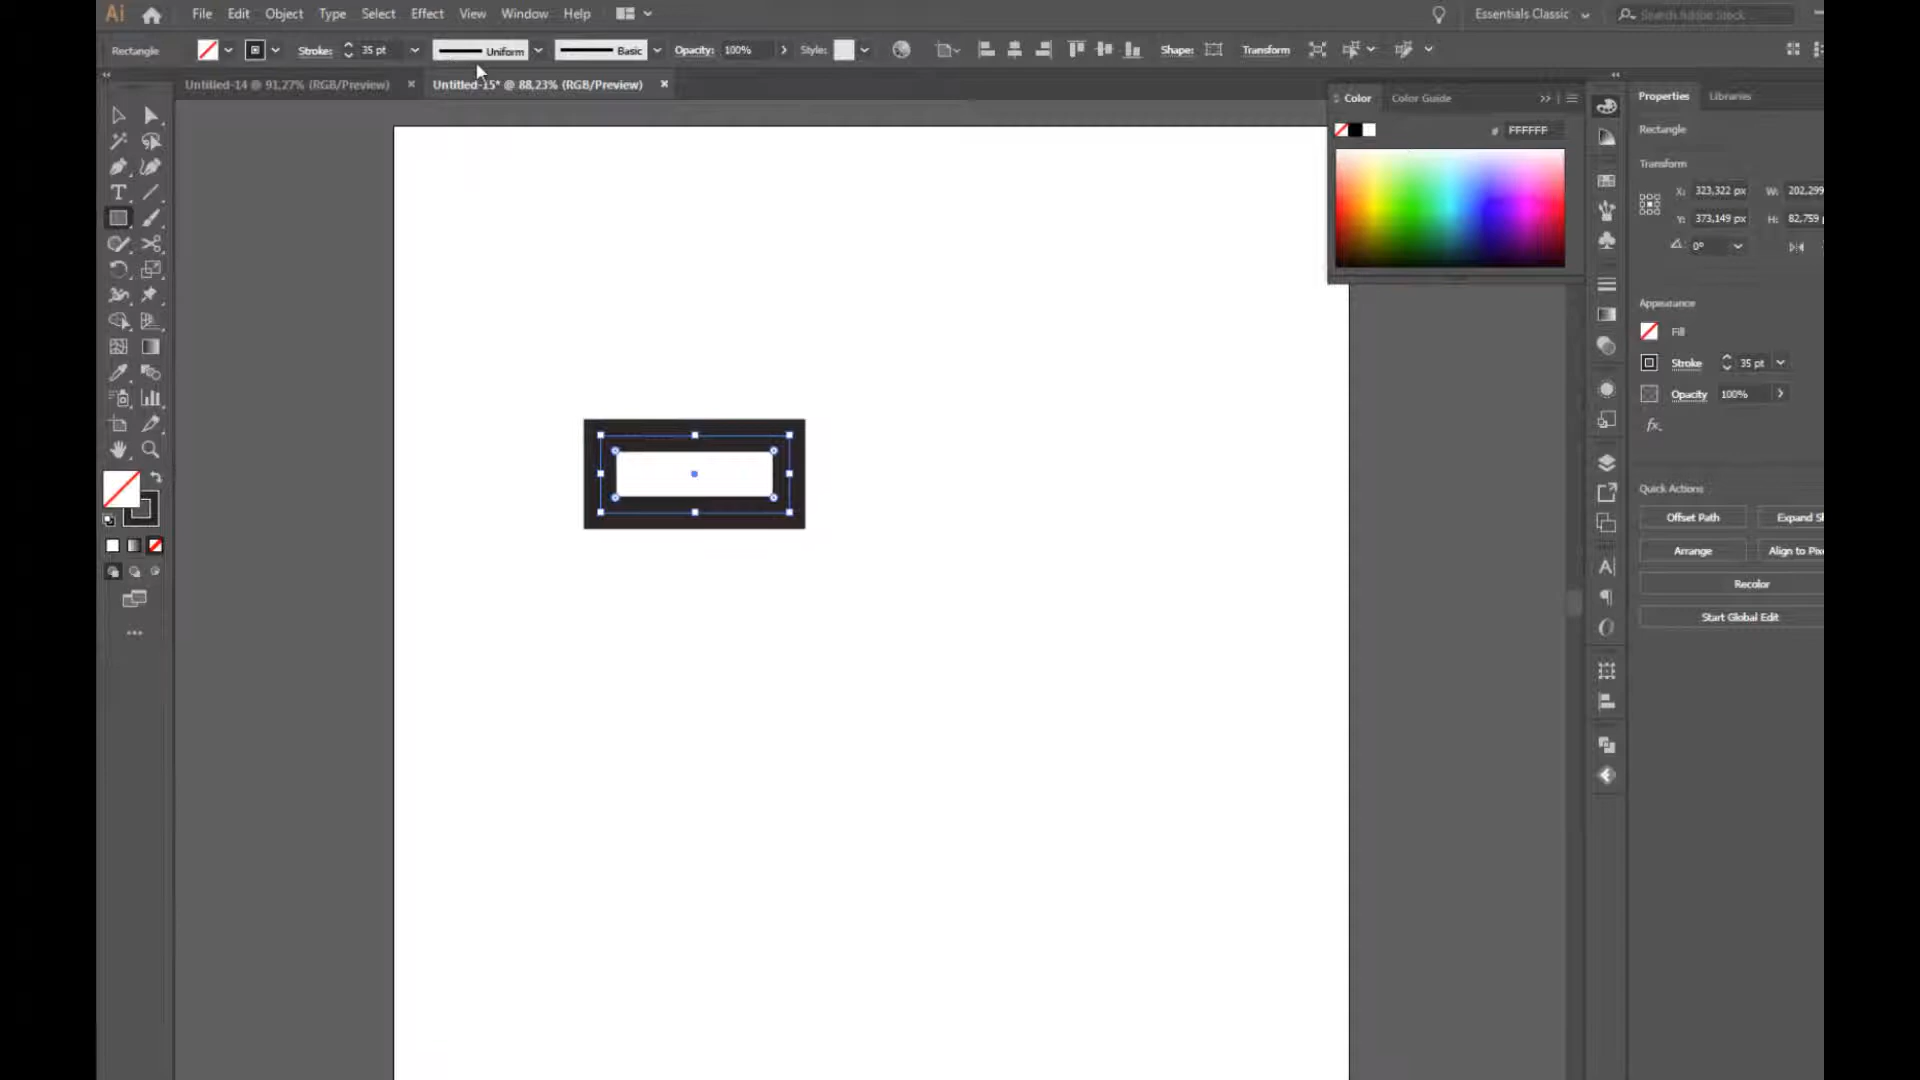 Ai File Edit Object Type Select Effect View Window Help Essentials Classic Search Adobe Stock
Rectangle Stroke: 35 pt Uniform Basic Opacity: 100% Style: Shape: Transform
Untitled-14 @ 91,27% (RGB/Preview) Untitled-15* @ 88,23% (RGB/Preview)
Color Color Guide
# FFFFFF
Properties Libraries
Rectangle
Transform
X: 323,322 px W: 202,299
Y: 373,149 px H: 82,759
0°
Appearance
Fill
Stroke 35 pt
Opacity 100%
fx
Quick Actions
Offset Path Expand Sh
Arrange Align to Pix
Recolor
Start Global Edit